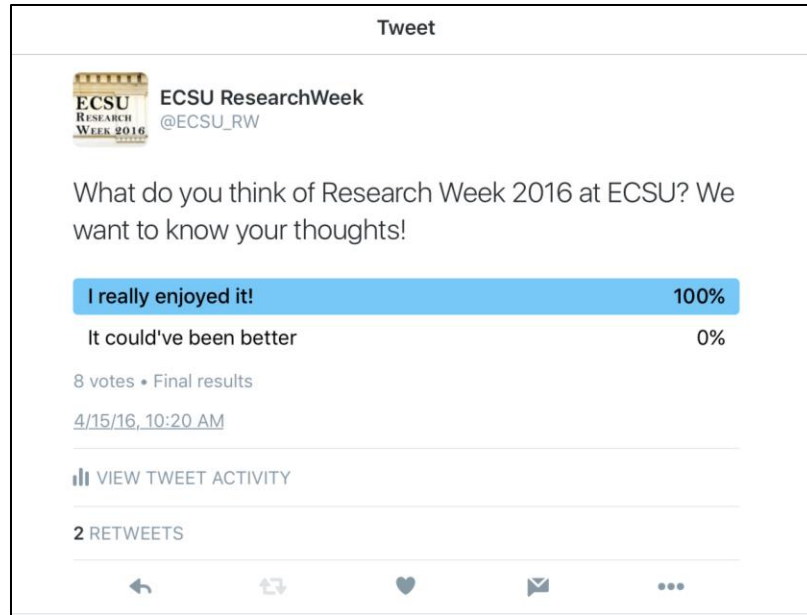 Tweet
ECSU
RESEARCH
WEEK 2016
ECSU ResearchWeek
@ECSU_RW
What do you think of Research Week 2016 at ECSU? We
want to know your thoughts!
I really enjoyed it! 100%
It could've been better 0%
8 votes • Final results
4/15/16, 10:20 AM
VIEW TWEET ACTIVITY
2 RETWEETS